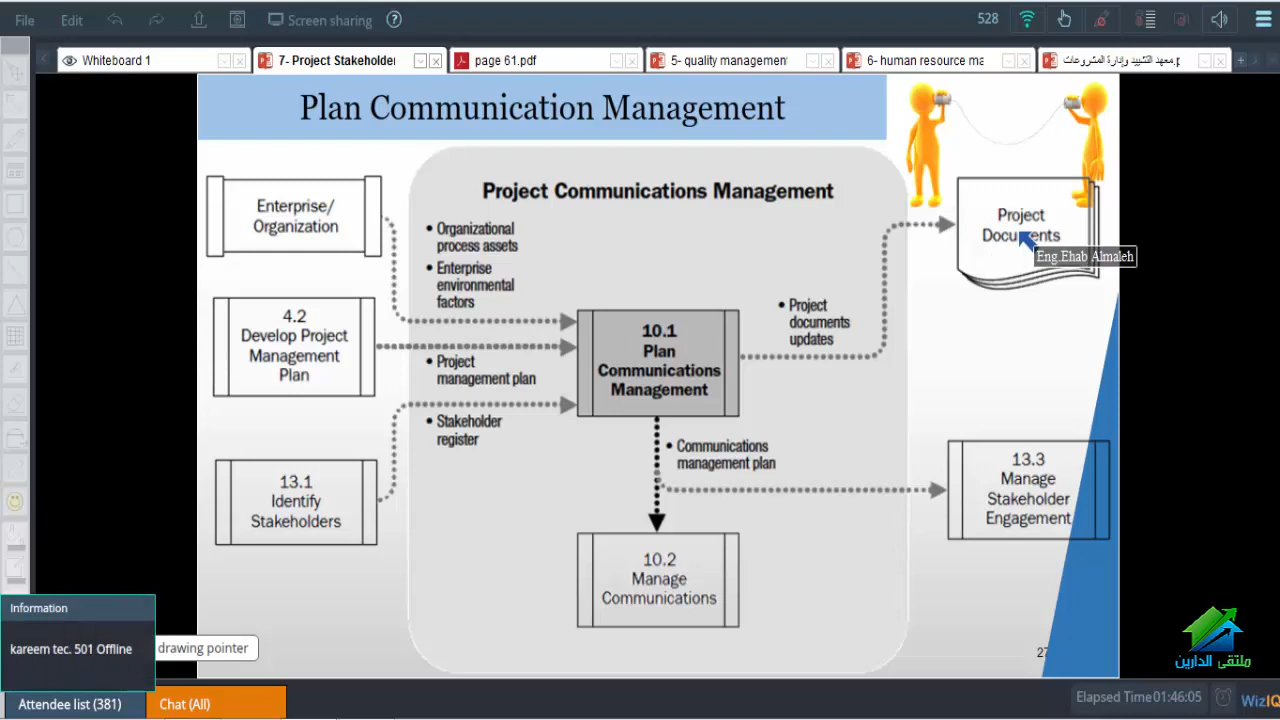 File Edit Screen sharing ? 528
Whiteboard 1
7- Project Stakeholder
page 61.pdf
5- quality management
6- human resource ma
معهد التشييد وإدارة المشروعات.p
Plan Communication Management
Project Communications Management
Enterprise/
Organization
• Organizational
process assets
• Enterprise
environmental
factors
Project
Documents
Eng.Ehab Almaleh
4.2
Develop Project
Management
Plan
• Project
management plan
10.1
Plan
Communications
Management
• Project
documents
updates
• Stakeholder
register
13.1
Identify
Stakeholders
• Communications
management plan
13.3
Manage
Stakeholder
Engagement
10.2
Manage
Communications
27
ملتقى الدارين
Information
kareem tec. 501 Offline
drawing pointer
Attendee list (381)
Chat (All)
Elapsed Time 01:46:05
WizIQ